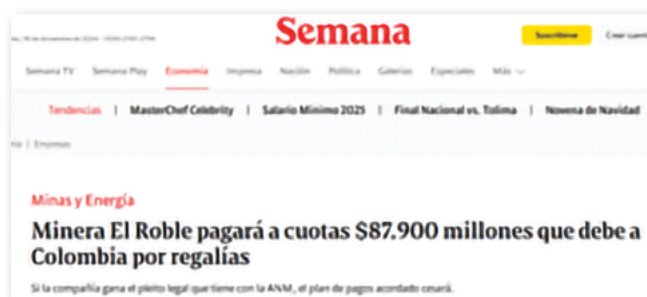 Semana
Suscribirse Crear cuen
Semana TV Semana Play Economía Impresa Nación Política Galerías Especiales Más
Tendencias | MasterChef Celebrity | Salario Mínimo 2025 | Final Nacional vs. Tolima | Novena de Navidad
| Empresas
Minas y Energía
Minera El Roble pagará a cuotas $87.900 millones que debe a
Colombia por regalías
Si la compañía gana el pleito legal que tiene con la ANM, el plan de pagos acordado cesará.